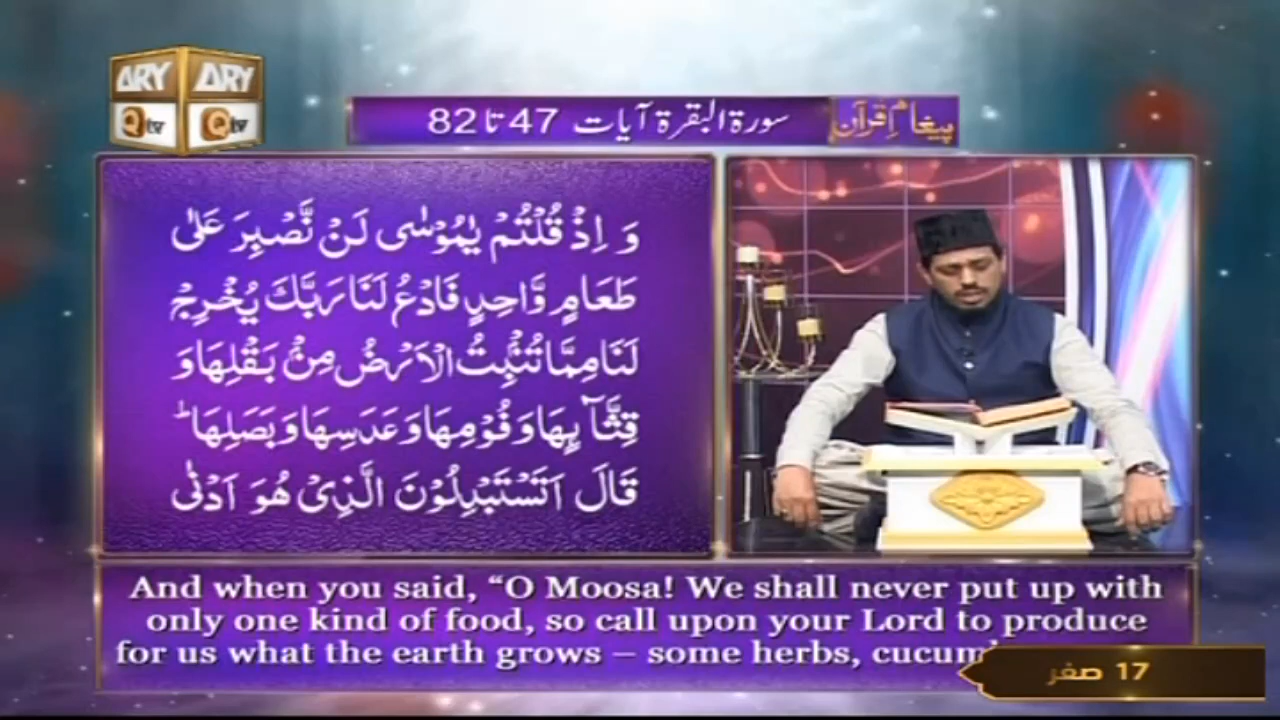 ARY ARY
Qtv Qtv
پیغامِ قرآن
سورۃ البقرۃ آیات 47 تا 82
وَ اِذْ قُلْتُمْ یٰمُوْسٰى لَنْ نَّصْبِرَ عَلٰى
طَعَامٍ وَّاحِدٍ فَادْعُ لَنَا رَبَّكَ یُخْرِجْ
لَنَا مِمَّا تُنْۢبِتُ الْاَرْضُ مِنْۢ بَقْلِهَا وَ
قِثَّآىٕهَا وَ فُوْمِهَا وَ عَدَسِهَا وَ بَصَلِهَاؕ
قَالَ اَتَسْتَبْدِلُوْنَ الَّذِیْ هُوَ اَدْنٰى
And when you said, “O Moosa! We shall never put up with
only one kind of food, so call upon your Lord to produce
for us what the earth grows – some herbs,
17 صفر